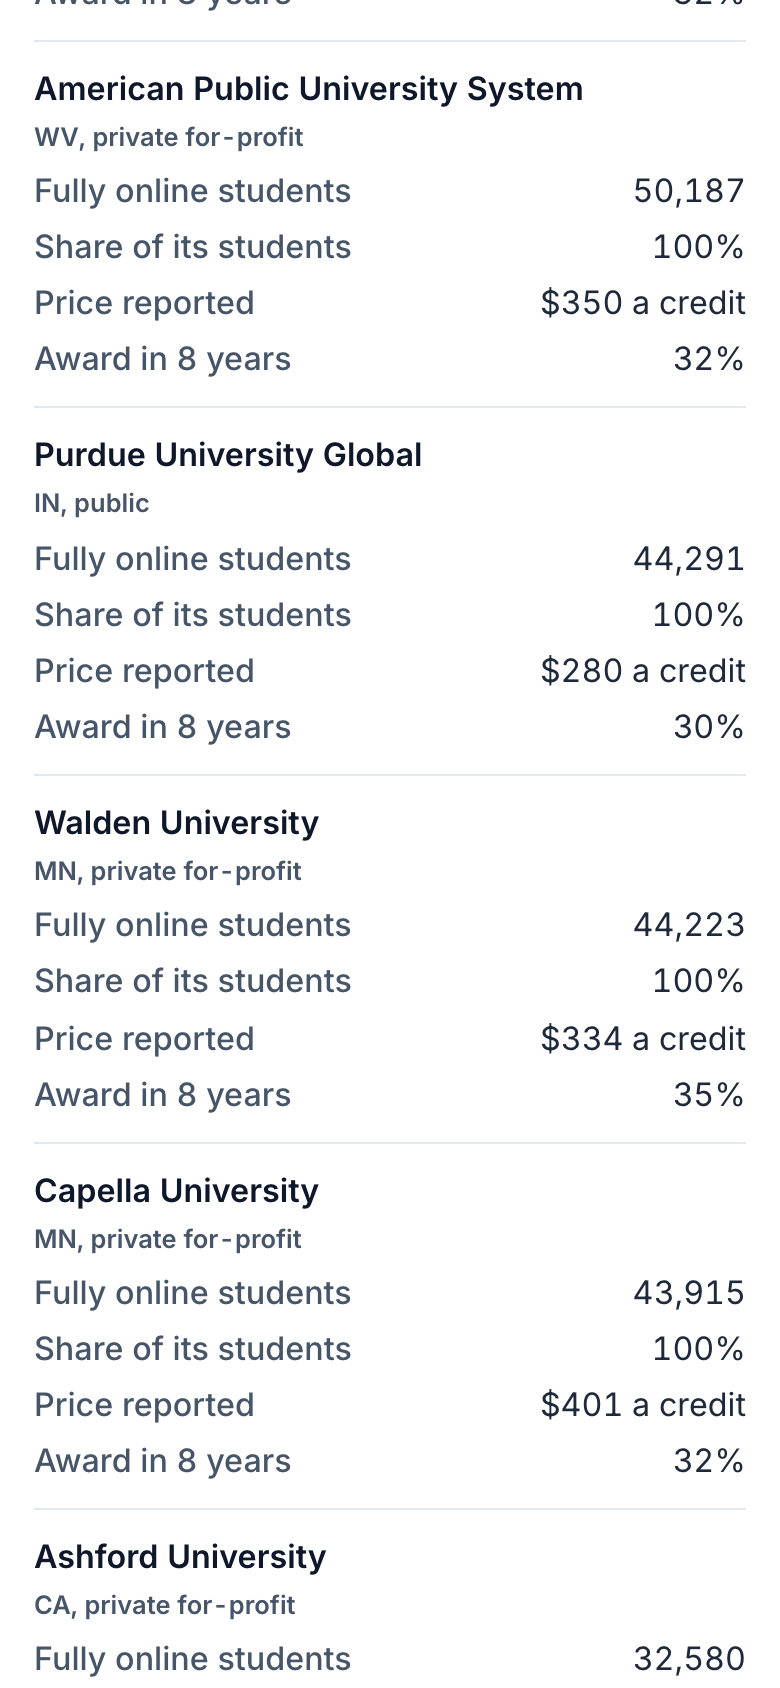 American Public University System
WV, private for-profit
Fully online students 50,187
Share of its students 100%
Price reported $350 a credit
Award in 8 years 32%
Purdue University Global
IN, public
Fully online students 44,291
Share of its students 100%
Price reported $280 a credit
Award in 8 years 30%
Walden University
MN, private for-profit
Fully online students 44,223
Share of its students 100%
Price reported $334 a credit
Award in 8 years 35%
Capella University
MN, private for-profit
Fully online students 43,915
Share of its students 100%
Price reported $401 a credit
Award in 8 years 32%
Ashford University
CA, private for-profit
Fully online students 32,580